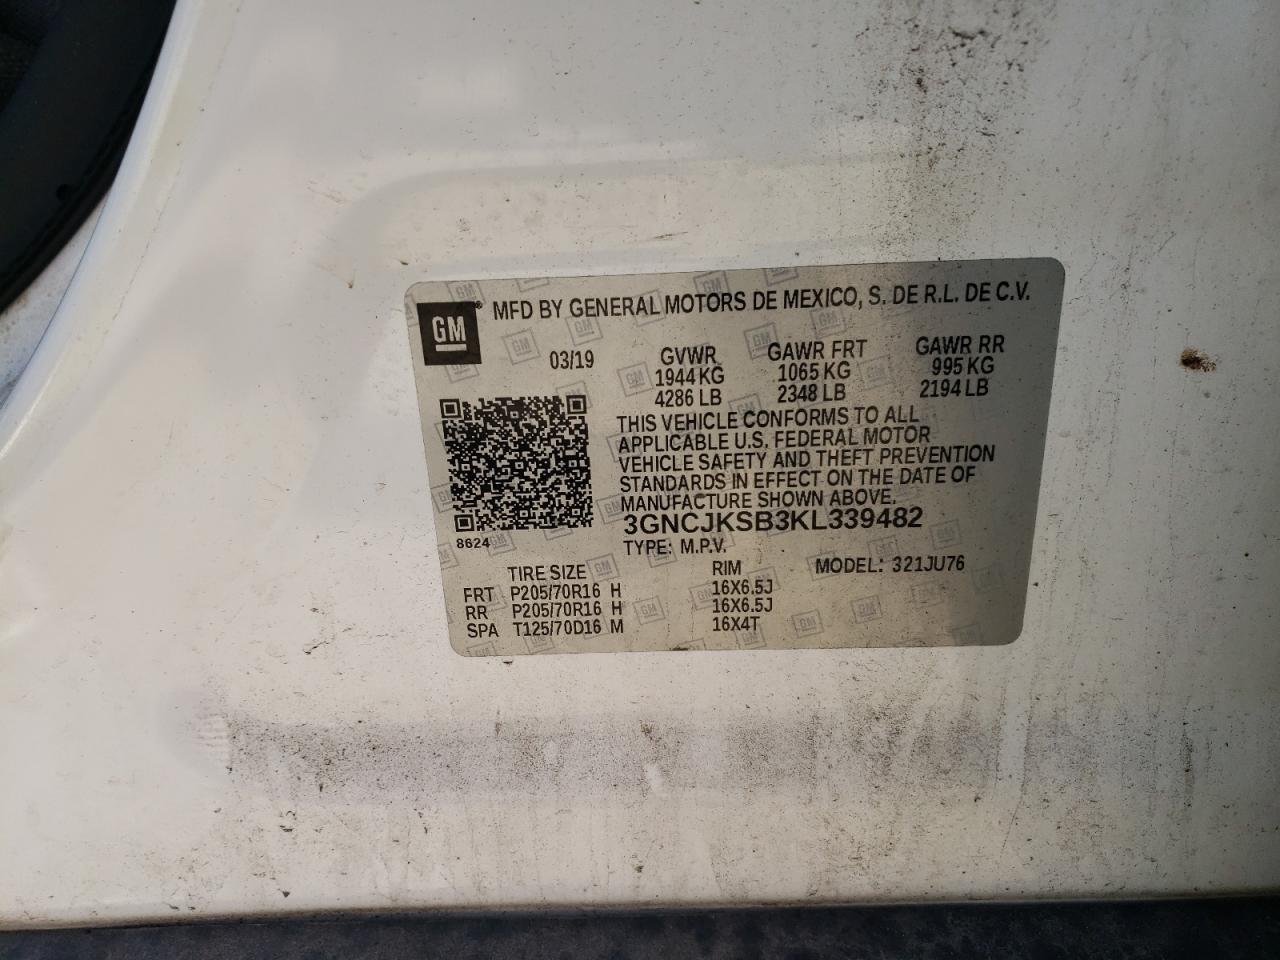 GM® MFD BY GENERAL MOTORS DE MEXICO, S. DE R.L. DE C.V.
03/19 GVWR GAWR FRT GAWR RR
1944 KG 1065 KG 995 KG
4286 LB 2348 LB 2194 LB
THIS VEHICLE CONFORMS TO ALL
APPLICABLE U.S. FEDERAL MOTOR
VEHICLE SAFETY AND THEFT PREVENTION
STANDARDS IN EFFECT ON THE DATE OF
MANUFACTURE SHOWN ABOVE.
3GNCJKSB3KL339482
8624
TYPE: M.P.V.
TIRE SIZE RIM MODEL: 321JU76
FRT P205/70R16 H 16X6.5J
RR P205/70R16 H 16X6.5J
SPA T125/70D16 M 16X4T